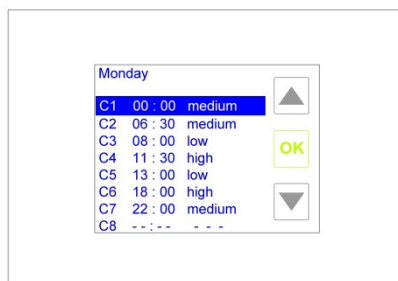 Monday
C1 00 : 00 medium
C2 06 : 30 medium
C3 08 : 00 low
C4 11 : 30 high
C5 13 : 00 low
C6 18 : 00 high
C7 22 : 00 medium
C8 - - : - - - - -
OK